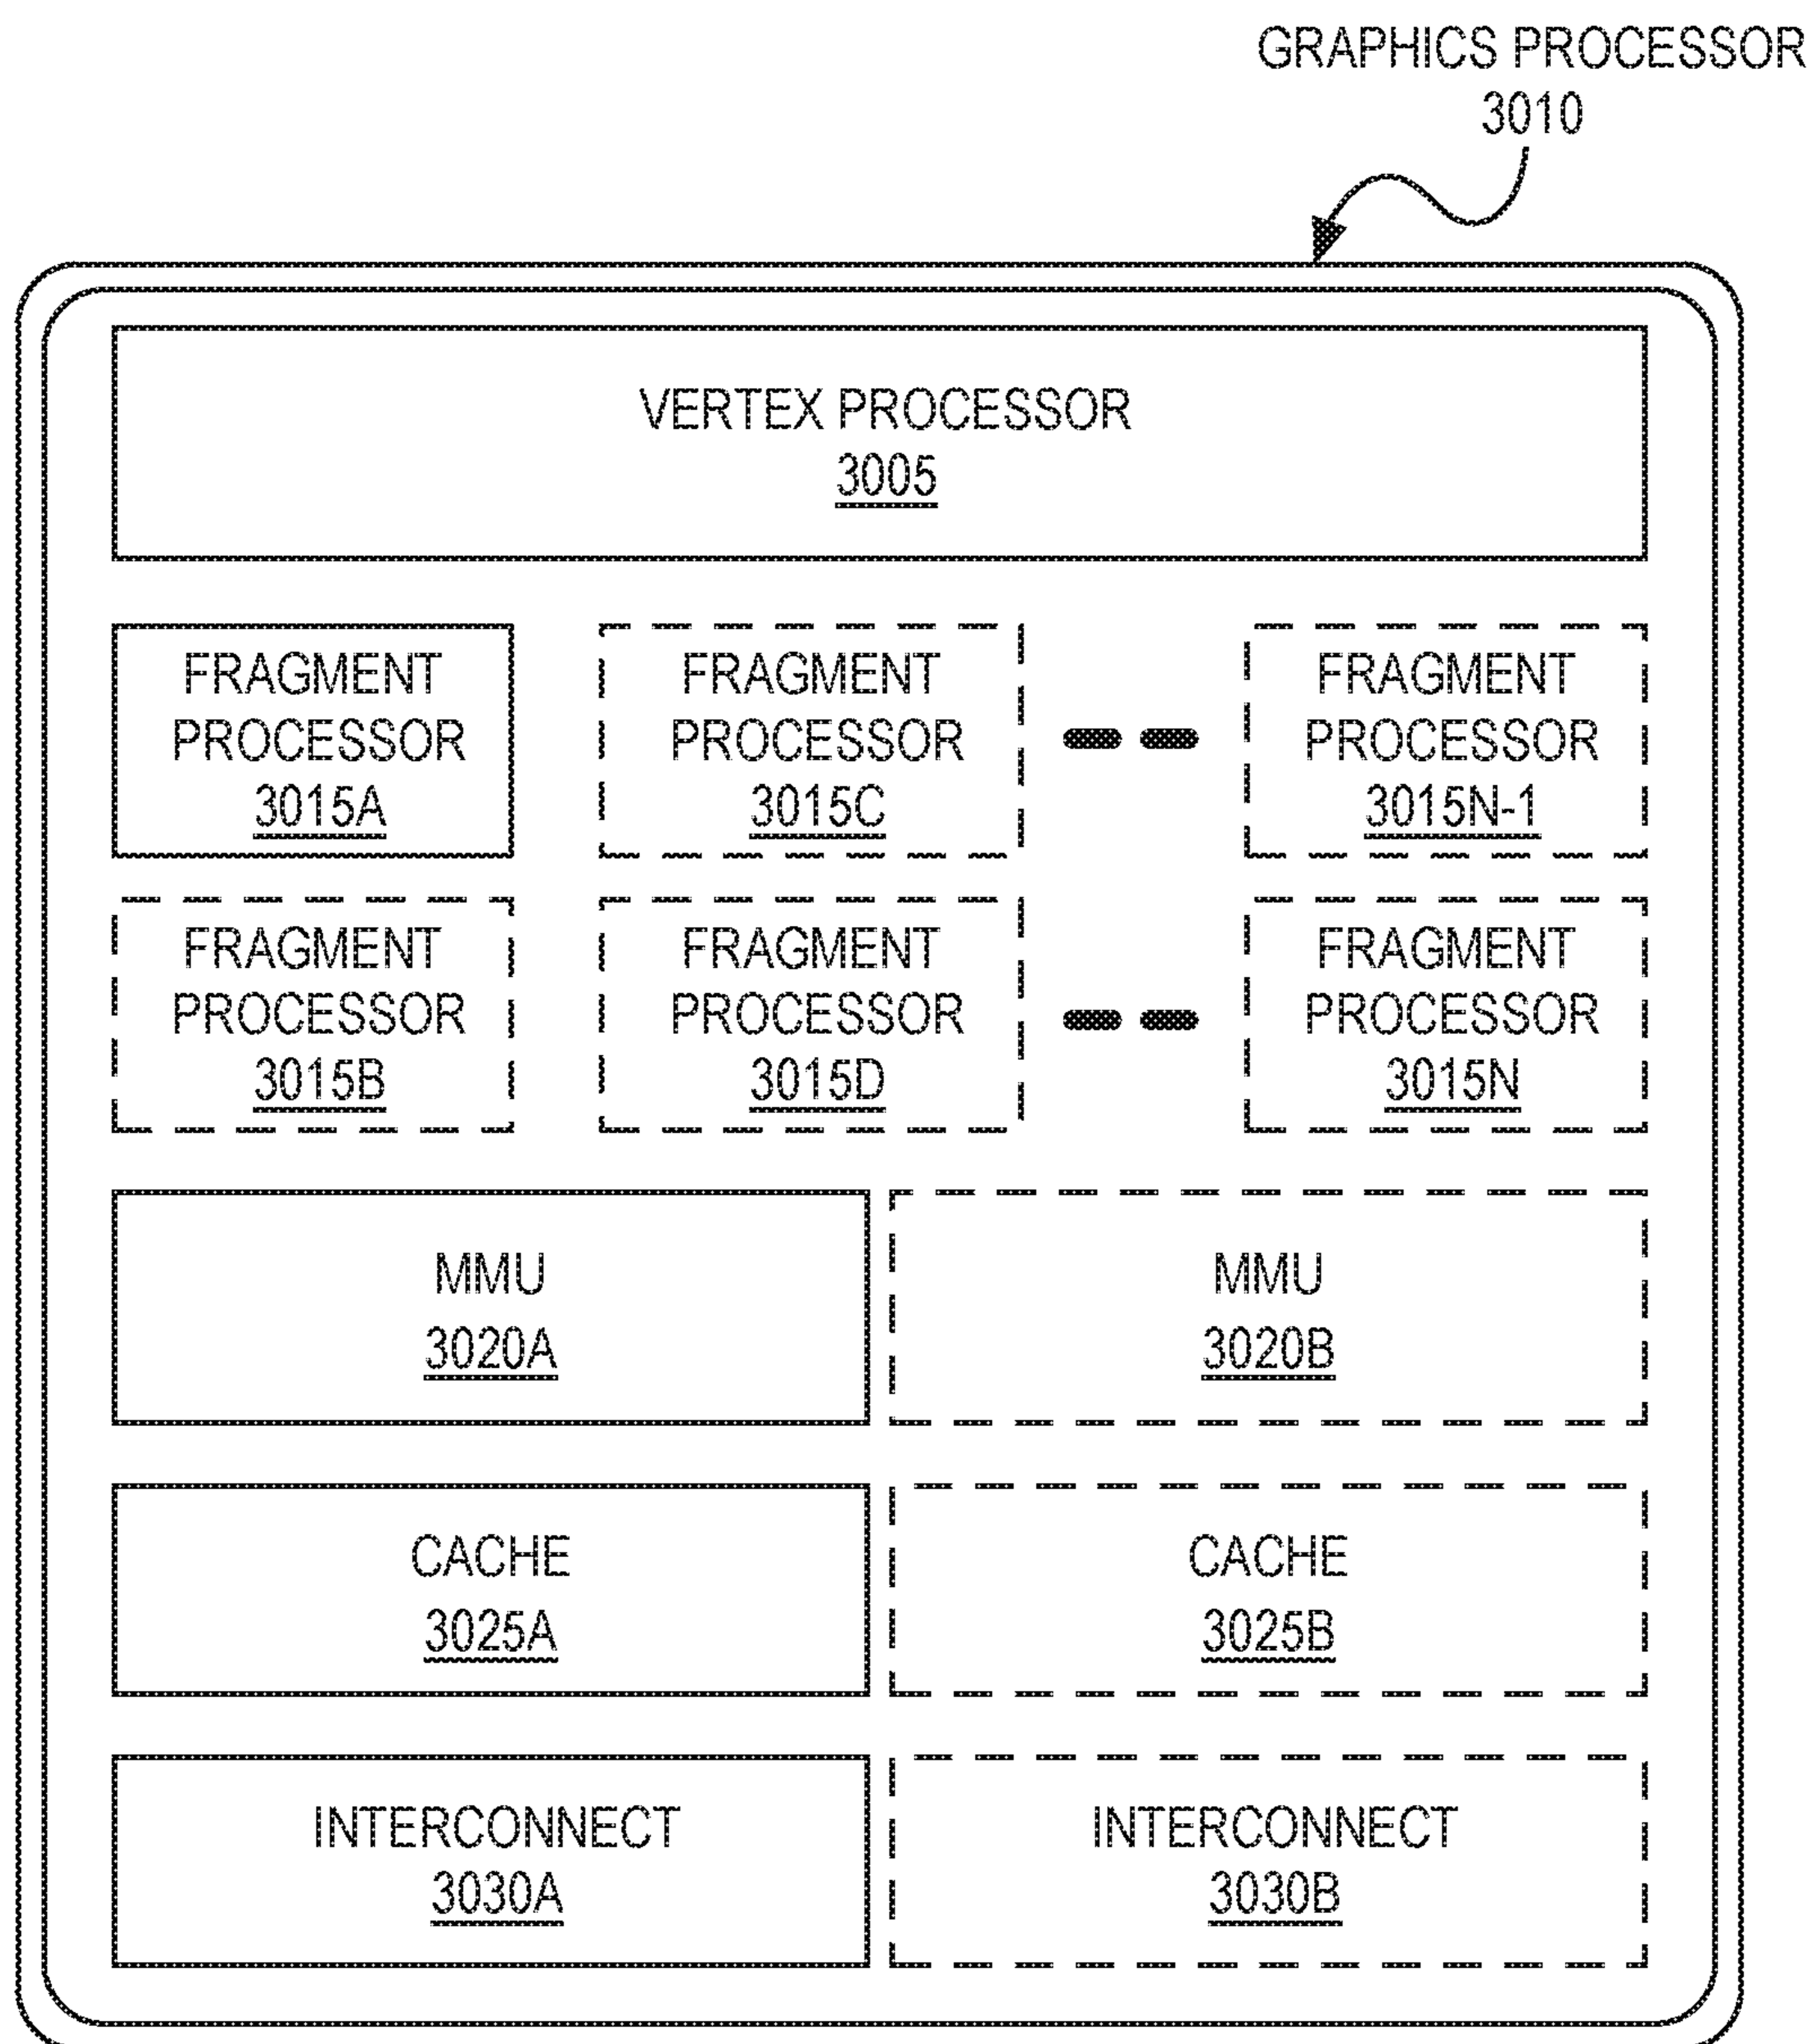 GRAPHICS PROCESSOR
3010
VERTEX PROCESSOR
3005
FRAGMENT
PROCESSOR
3015A
FRAGMENT
PROCESSOR
3015C
FRAGMENT
PROCESSOR
3015N-1
FRAGMENT
PROCESSOR
3015B
FRAGMENT
PROCESSOR
3015D
FRAGMENT
PROCESSOR
3015N
MMU
3020A
MMU
3020B
CACHE
3025A
CACHE
3025B
INTERCONNECT
3030A
INTERCONNECT
3030B